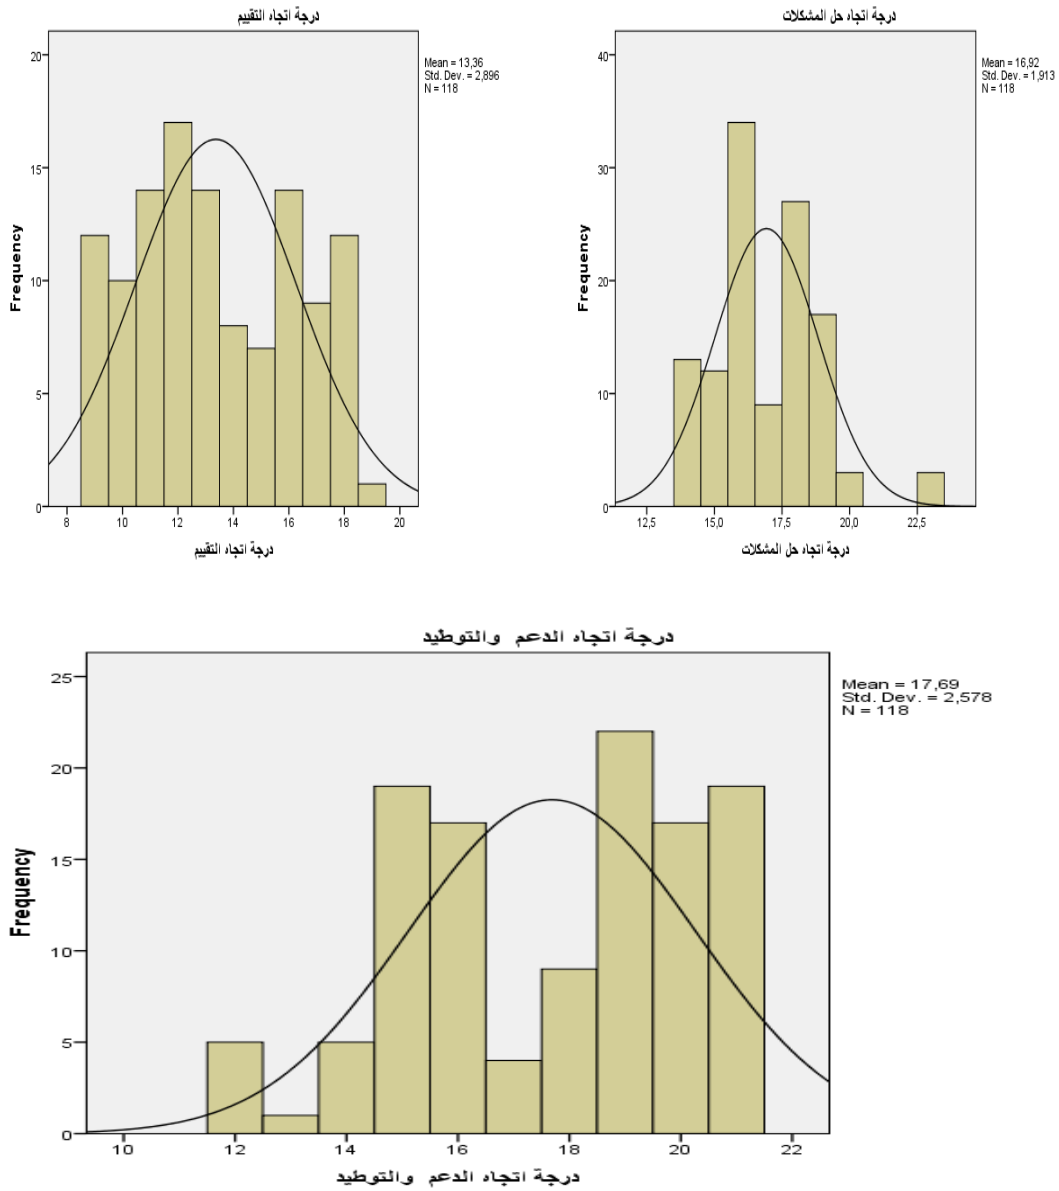 درجة اتجاه التقييم
Mean = 13,36
Std. Dev. = 2,896
N = 118
Frequency
20
15
10
5
0
8 10 12 14 16 18 20
درجة اتجاه التقييم
درجة اتجاه حل المشكلات
Mean = 16,92
Std. Dev. = 1,913
N = 118
Frequency
40
30
20
10
0
12,5 15,0 17,5 20,0 22,5
درجة اتجاه حل المشكلات
درجة اتجاه الدعم والتوطيد
Mean = 17,69
Std. Dev. = 2,578
N = 118
Frequency
25
20
15
10
5
0
10 12 14 16 18 20 22
درجة اتجاه الدعم والتوطيد